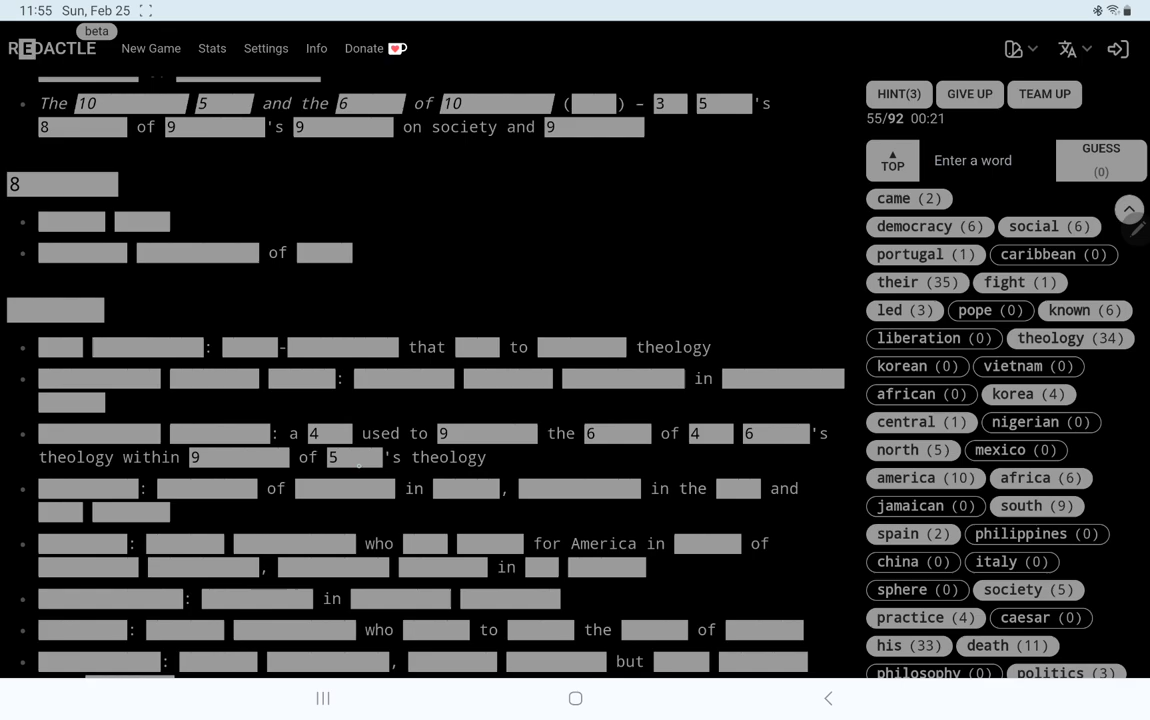 11:55 Sun, Feb 25
beta
REDACTLE New Game Stats Settings Info Donate
The 10 5 and the 6 of 10 ( ) – 3 5 's
8 of 9 's 9 on society and 9
8
of
: - that to theology
: in
: a 4 used to 9 the 6 of 4 6 's
theology within 9 of 5 's theology
: of in , in the and
: who for America in of
, in
: in
: who to the of
: , but
HINT(3) GIVE UP TEAM UP
55/92 00:21
▲ TOP Enter a word GUESS (0)
came (2)
democracy (6) social (6)
portugal (1) caribbean (0)
their (35) fight (1)
led (3) pope (0) known (6)
liberation (0) theology (34)
korean (0) vietnam (0)
african (0) korea (4)
central (1) nigerian (0)
north (5) mexico (0)
america (10) africa (6)
jamaican (0) south (9)
spain (2) philippines (0)
china (0) italy (0)
sphere (0) society (5)
practice (4) caesar (0)
his (33) death (11)
philosophy (0) politics (3)